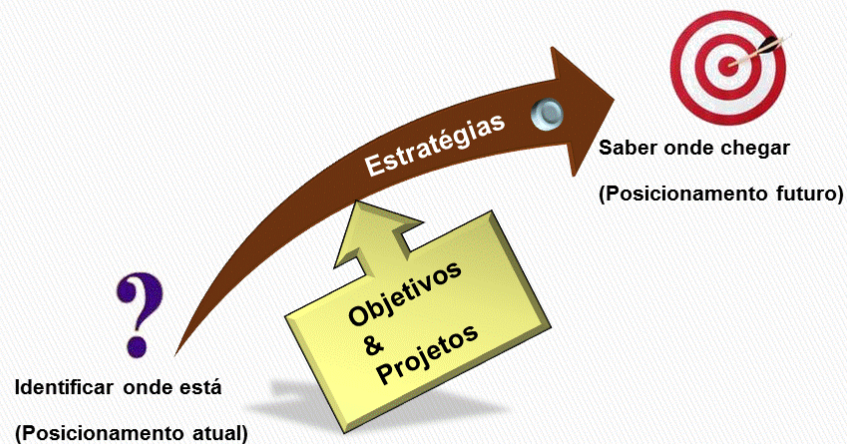 Estratégias
Saber onde chegar
(Posicionamento futuro)
Objetivos
&
Projetos
?
Identificar onde está
(Posicionamento atual)